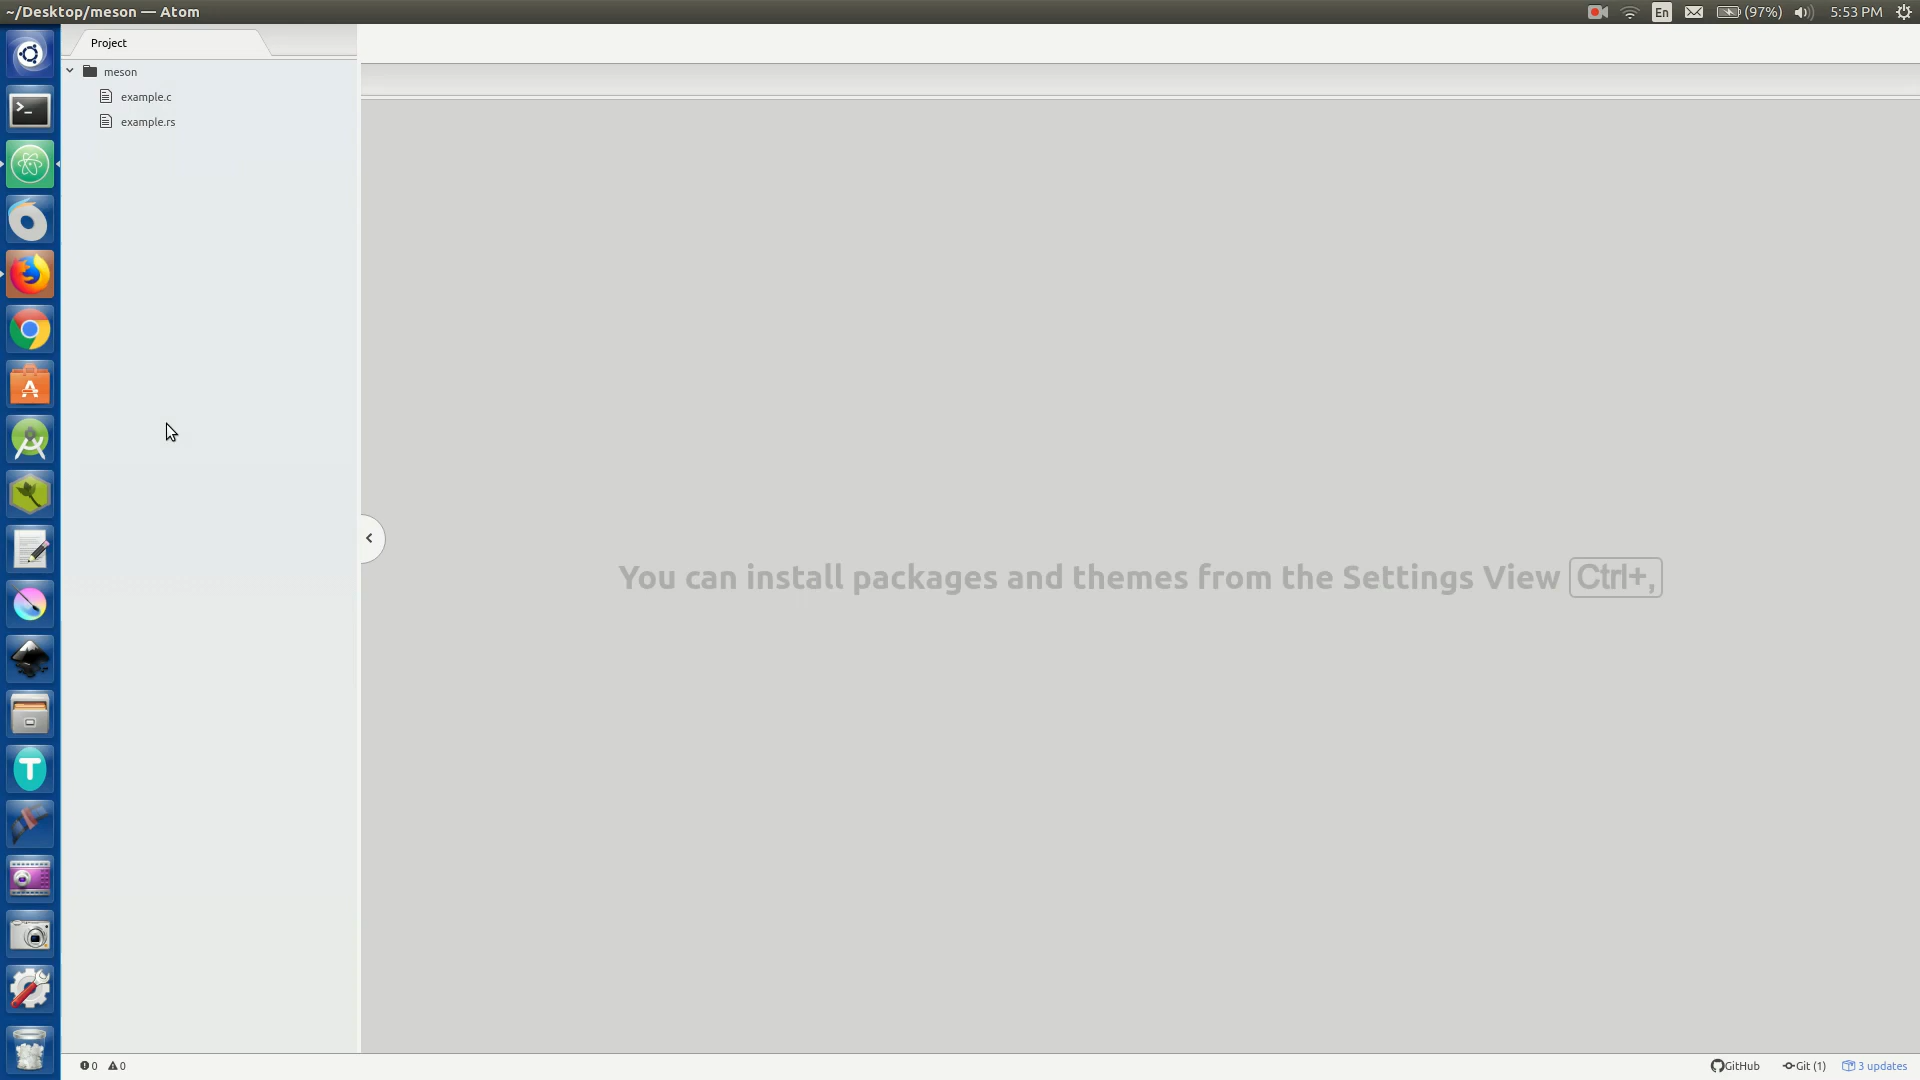 ~/Desktop/meson — Atom
En
(97%)
5:53 PM
Project
meson
example.c
example.rs
You can install packages and themes from the Settings View Ctrl+,
0 0
GitHub
Git (1)
3 updates